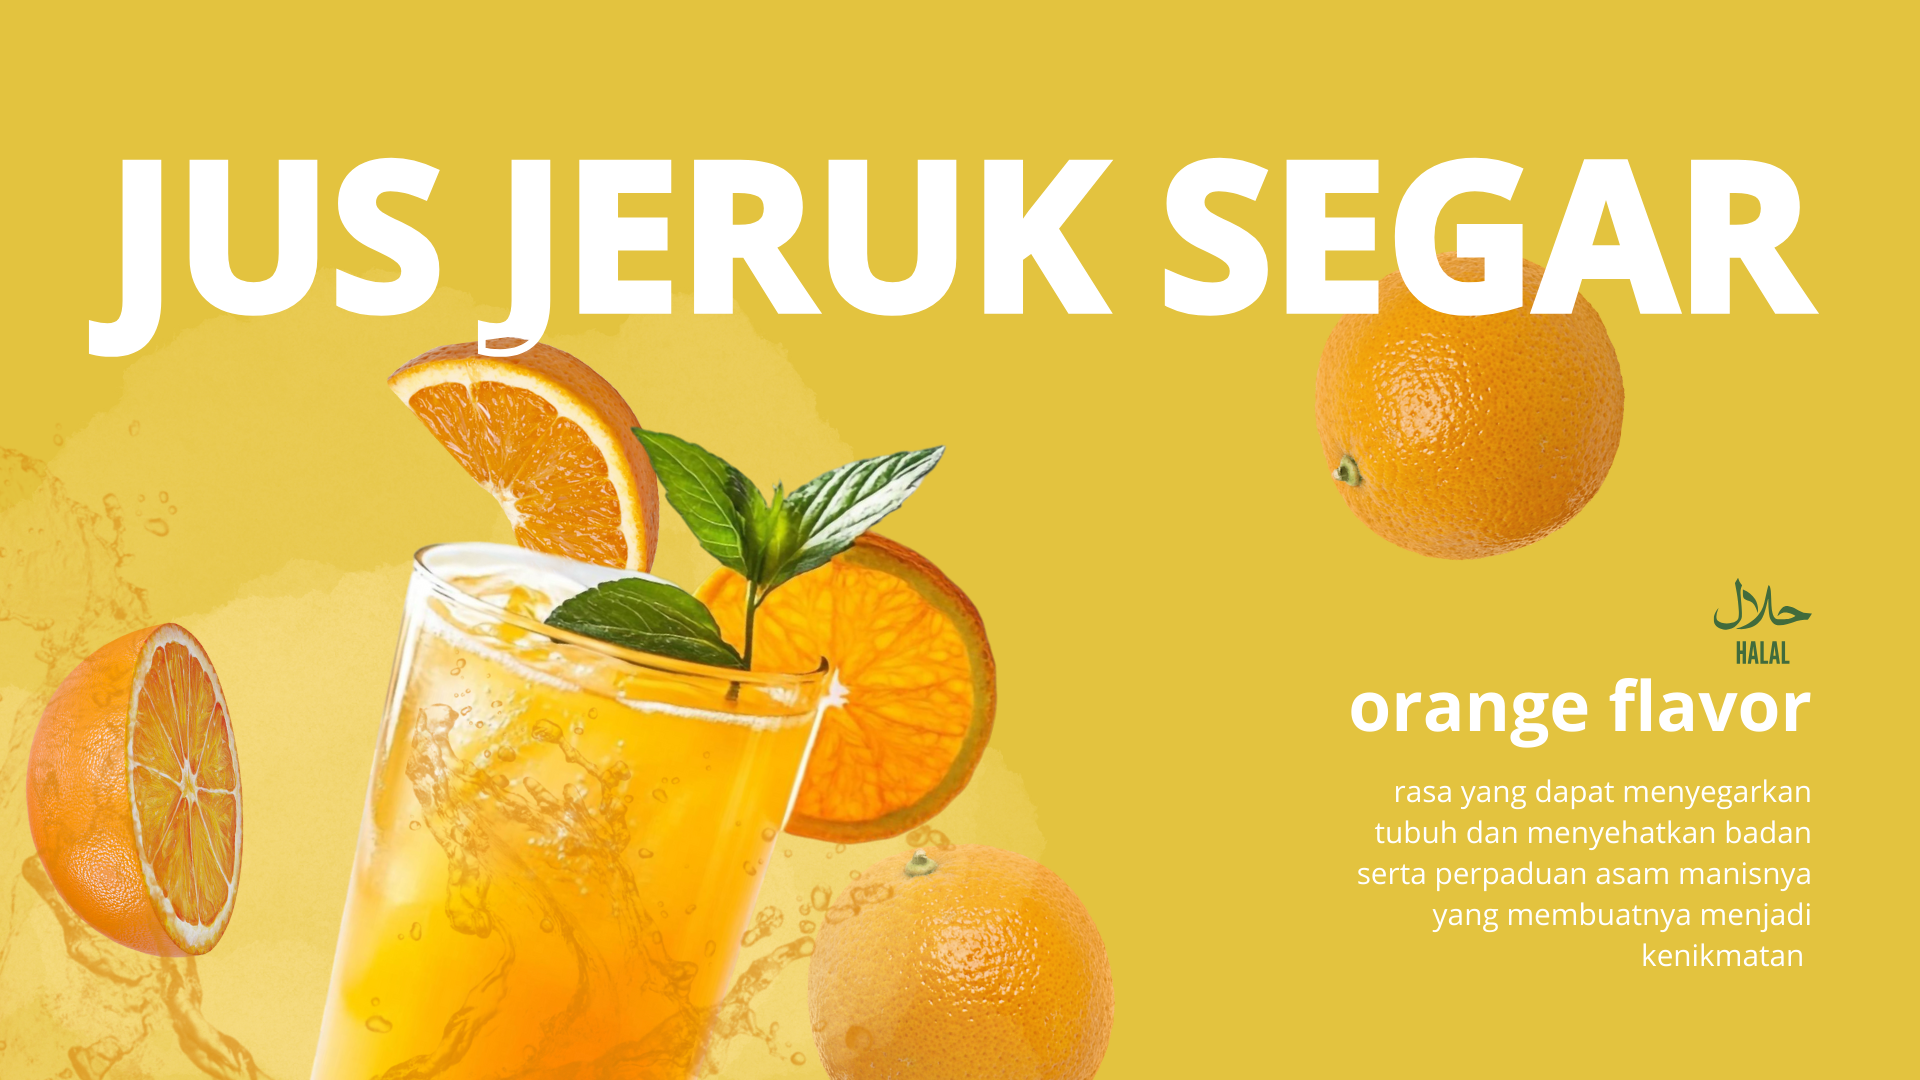 JUS JERUK SEGAR
حلال
HALAL
orange flavor
rasa yang dapat menyegarkan
tubuh dan menyehatkan badan
serta perpaduan asam manisnya
yang membuatnya menjadi
kenikmatan